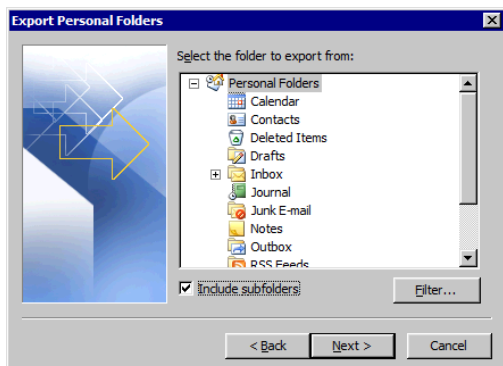 Export Personal Folders
Select the folder to export from:
Personal Folders
Calendar
Contacts
Deleted Items
Drafts
Inbox
Journal
Junk E-mail
Notes
Outbox
RSS Feeds
Include subfolders
Filter...
< Back
Next >
Cancel